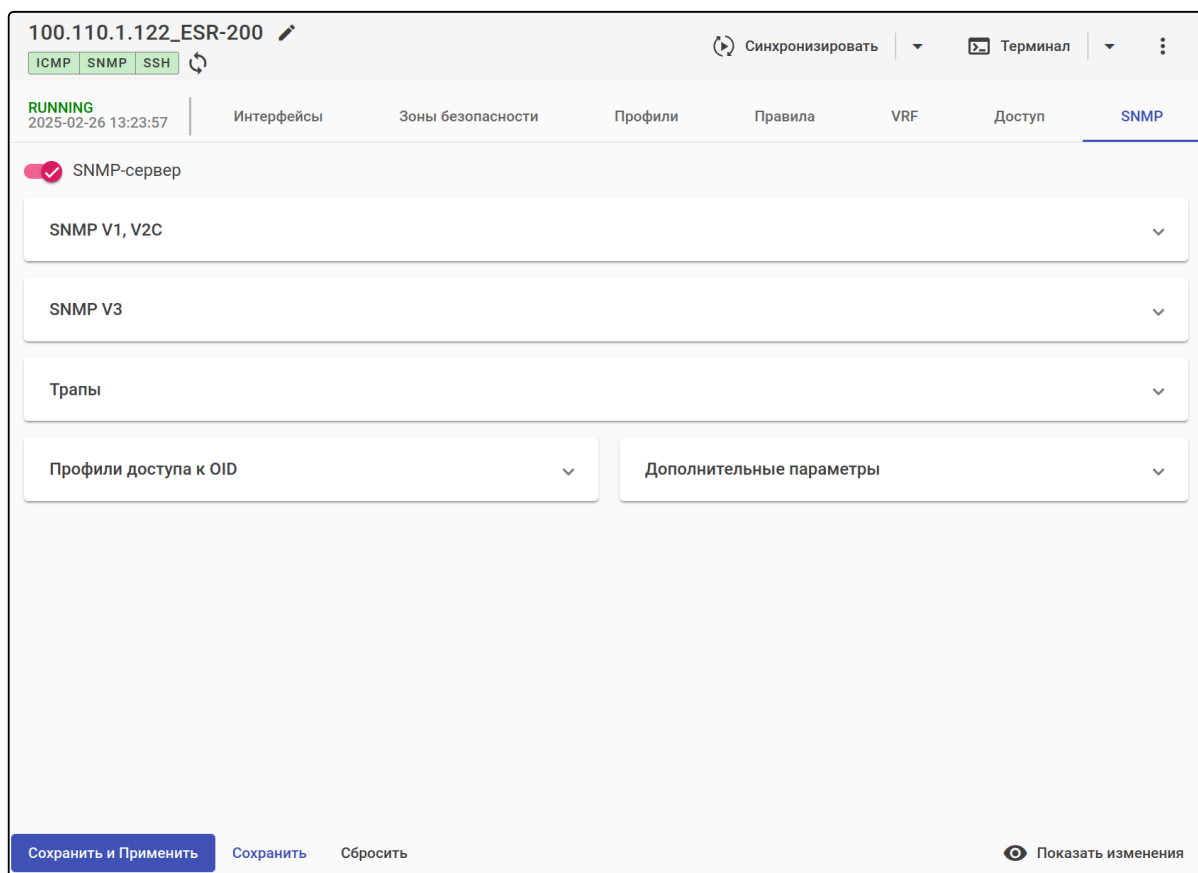 100.110.1.122_ESR-200
Синхронизировать
Терминал
ICMP SNMP SSH
RUNNING
2025-02-26 13:23:57
Интерфейсы
Зоны безопасности
Профили
Правила
VRF
Доступ
SNMP
SNMP-сервер
SNMP V1, V2C
SNMP V3
Трапы
Профили доступа к OID
Дополнительные параметры
Сохранить и Применить
Сохранить
Сбросить
Показать изменения